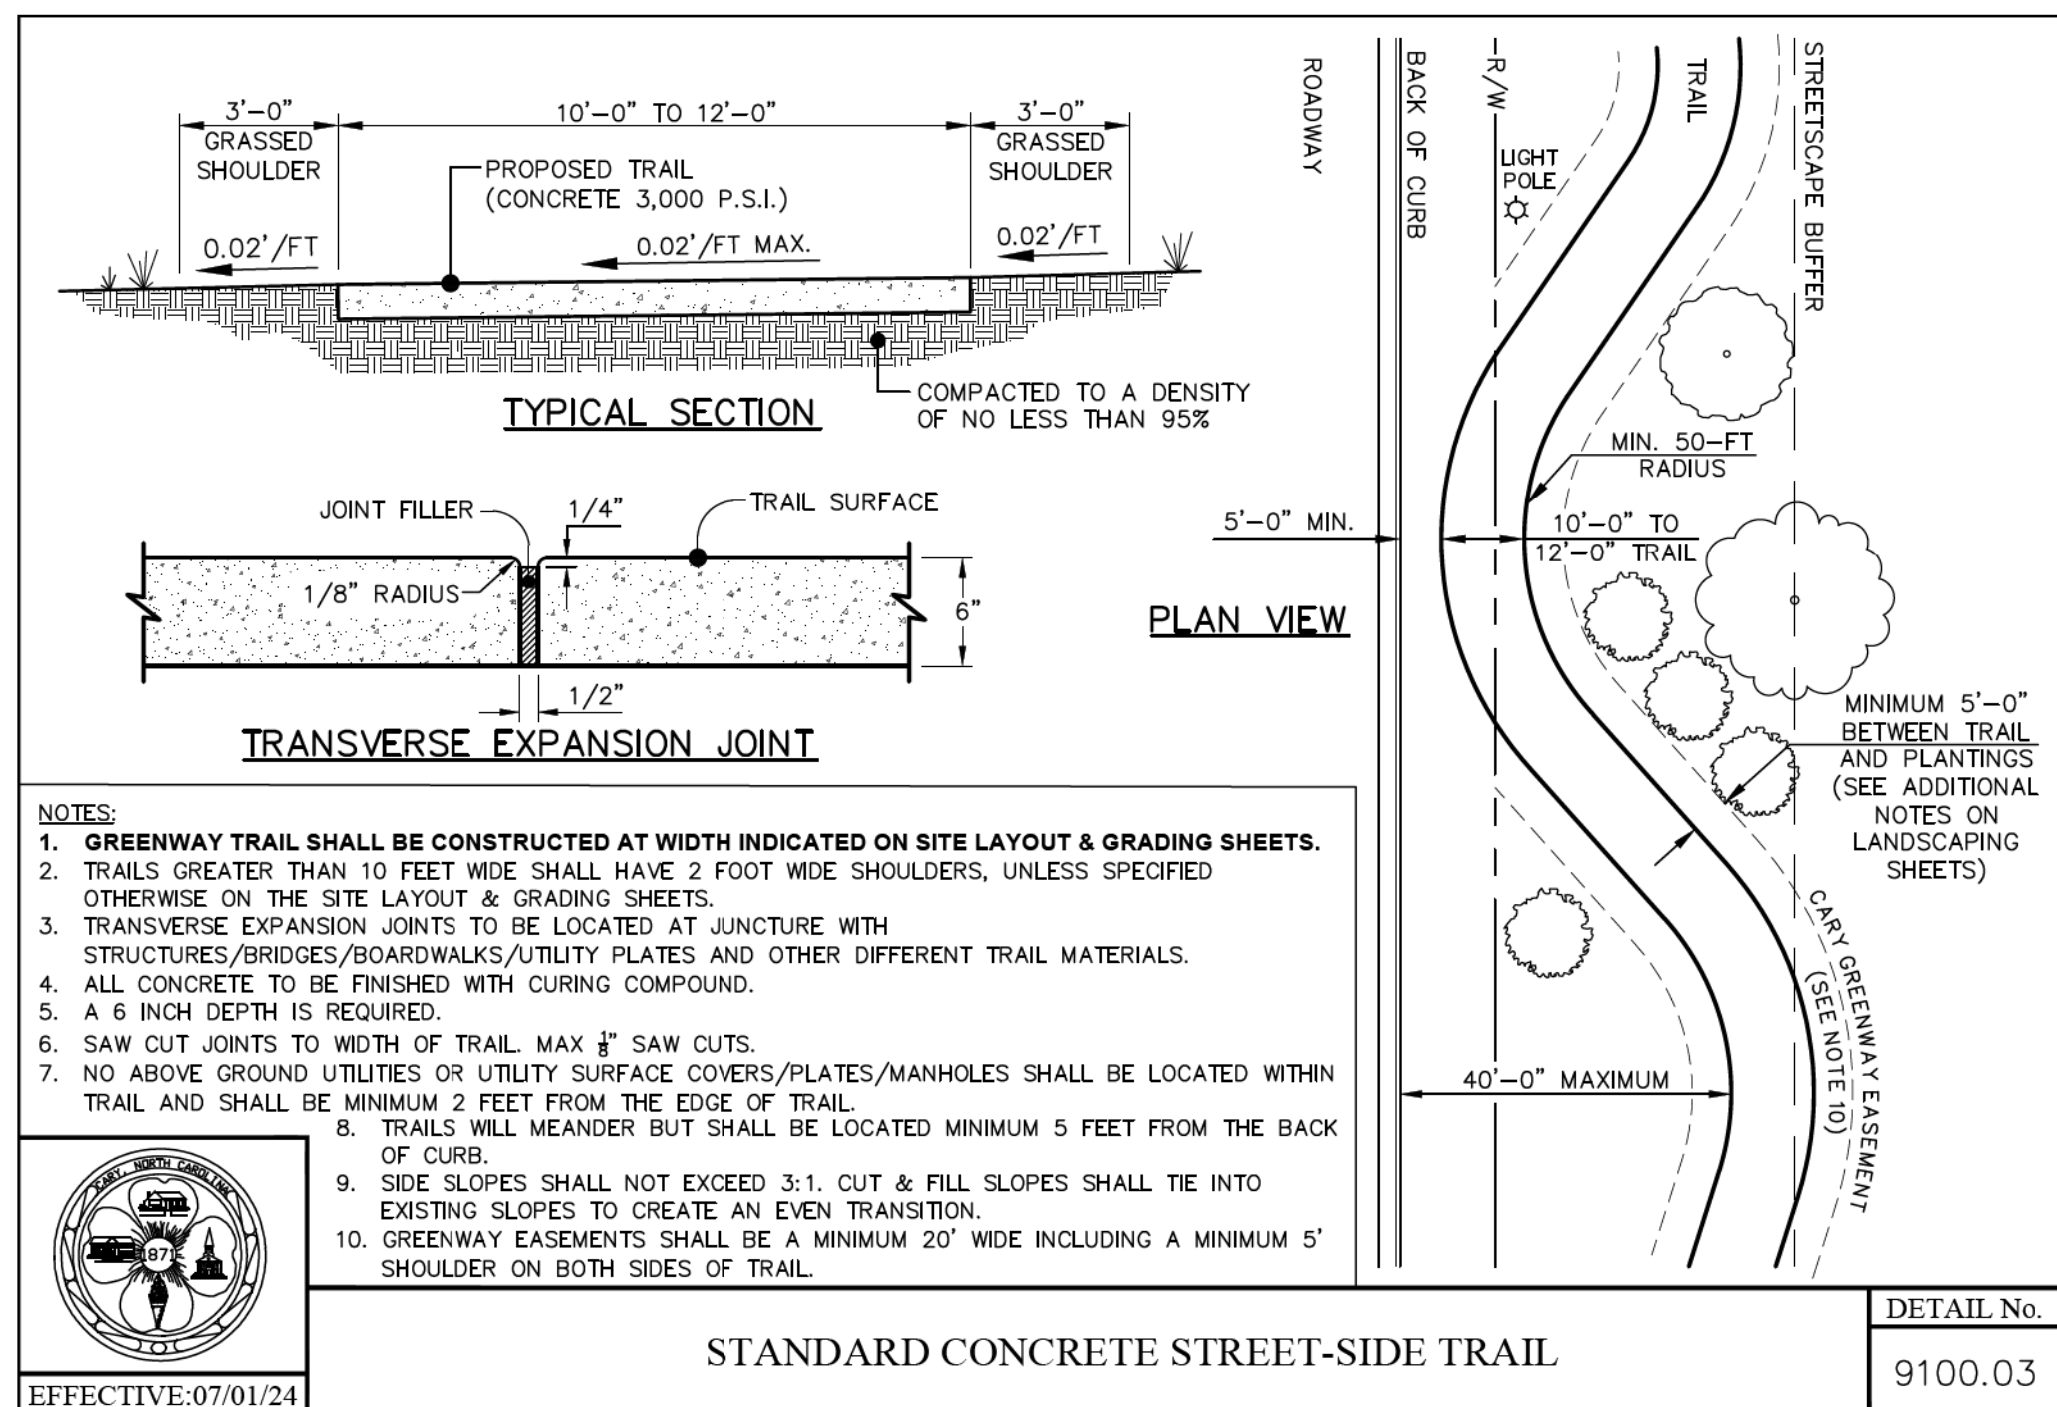 3'-0"
GRASSED
SHOULDER
10'-0" TO 12'-0"
3'-0"
GRASSED
SHOULDER
PROPOSED TRAIL
(CONCRETE 3,000 P.S.I.)
0.02'/FT
0.02'/FT MAX.
0.02'/FT
COMPACTED TO A DENSITY
OF NO LESS THAN 95%
TYPICAL SECTION
JOINT FILLER
1/4"
TRAIL SURFACE
1/8" RADIUS
6"
1/2"
TRANSVERSE EXPANSION JOINT
ROADWAY
BACK OF CURB
R/W
TRAIL
STREETSCAPE BUFFER
LIGHT
POLE
MIN. 50-FT
RADIUS
5'-0" MIN.
10'-0" TO
12'-0" TRAIL
PLAN VIEW
MINIMUM 5'-0"
BETWEEN TRAIL
AND PLANTINGS
(SEE ADDITIONAL
NOTES ON
LANDSCAPING
SHEETS)
CARY GREENWAY EASEMENT
(SEE NOTE 10)
40'-0" MAXIMUM
NOTES:
1. GREENWAY TRAIL SHALL BE CONSTRUCTED AT WIDTH INDICATED ON SITE LAYOUT & GRADING SHEETS.
2. TRAILS GREATER THAN 10 FEET WIDE SHALL HAVE 2 FOOT WIDE SHOULDERS, UNLESS SPECIFIED
OTHERWISE ON THE SITE LAYOUT & GRADING SHEETS.
3. TRANSVERSE EXPANSION JOINTS TO BE LOCATED AT JUNCTURE WITH
STRUCTURES/BRIDGES/BOARDWALKS/UTILITY PLATES AND OTHER DIFFERENT TRAIL MATERIALS.
4. ALL CONCRETE TO BE FINISHED WITH CURING COMPOUND.
5. A 6 INCH DEPTH IS REQUIRED.
6. SAW CUT JOINTS TO WIDTH OF TRAIL. MAX 1/8" SAW CUTS.
7. NO ABOVE GROUND UTILITIES OR UTILITY SURFACE COVERS/PLATES/MANHOLES SHALL BE LOCATED WITHIN
TRAIL AND SHALL BE MINIMUM 2 FEET FROM THE EDGE OF TRAIL.
8. TRAILS WILL MEANDER BUT SHALL BE LOCATED MINIMUM 5 FEET FROM THE BACK
OF CURB.
9. SIDE SLOPES SHALL NOT EXCEED 3:1. CUT & FILL SLOPES SHALL TIE INTO
EXISTING SLOPES TO CREATE AN EVEN TRANSITION.
10. GREENWAY EASEMENTS SHALL BE A MINIMUM 20' WIDE INCLUDING A MINIMUM 5'
SHOULDER ON BOTH SIDES OF TRAIL.
CARY, NORTH CAROLINA
1871
EFFECTIVE:07/01/24
STANDARD CONCRETE STREET-SIDE TRAIL
DETAIL No.
9100.03